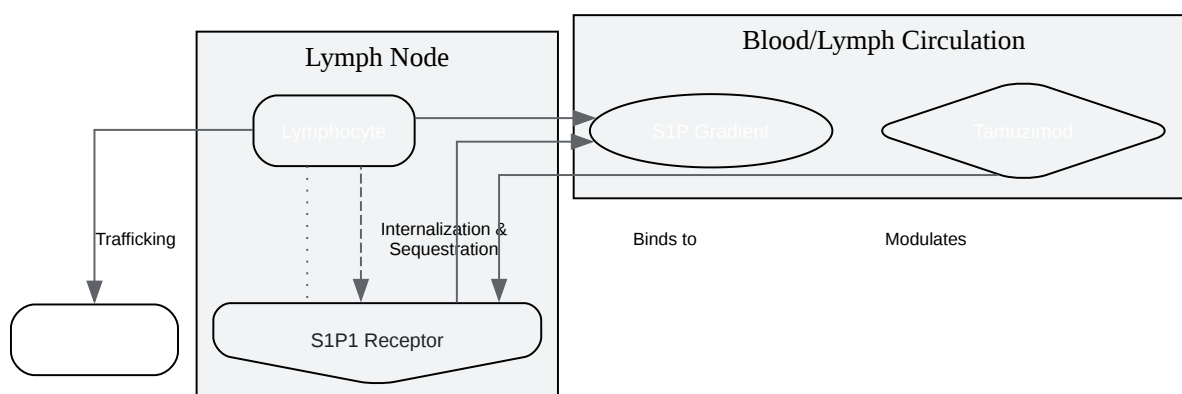 Blood/Lymph Circulation
Lymph Node
Lymphocyte
S1P Gradient
Tamuzimod
Trafficking
Internalization &
Sequestration
Binds to
Modulates
S1P1 Receptor